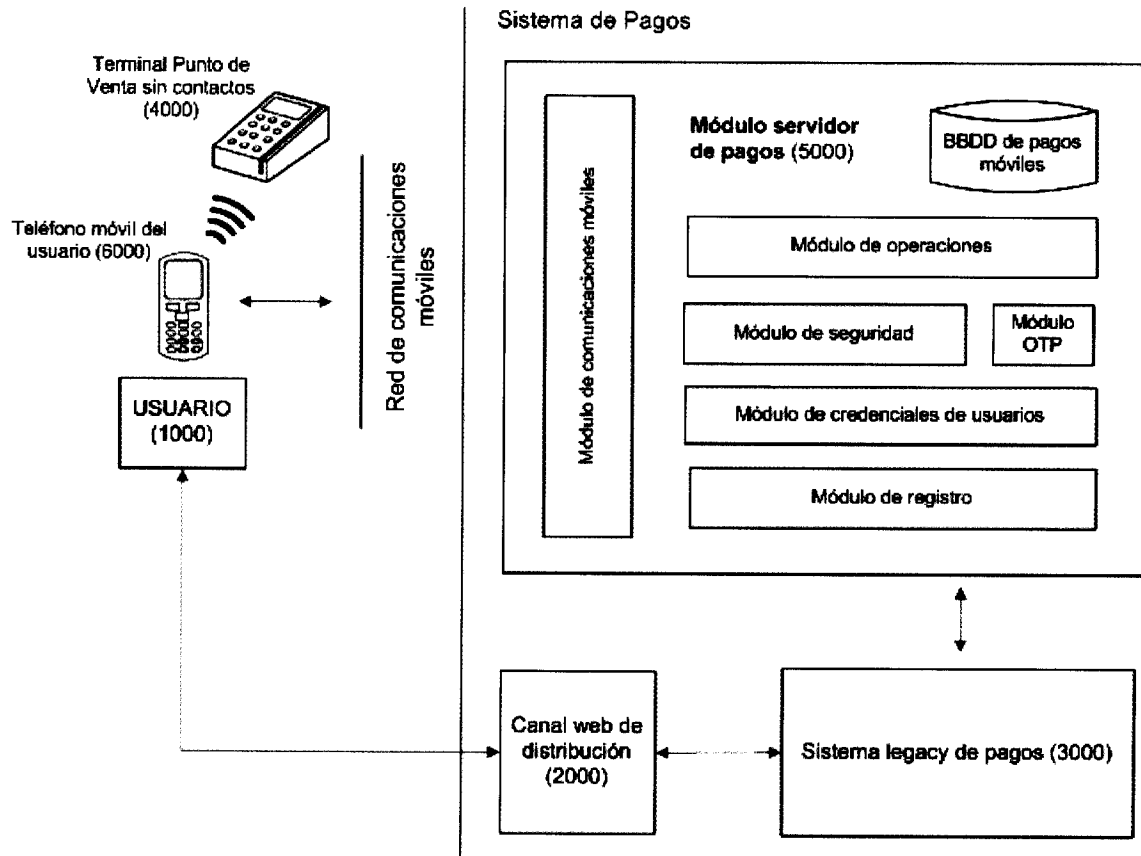 Sistema de Pagos
Terminal Punto de
Venta sin contactos
(4000)
Teléfono móvil del
usuario (6000)
USUARIO
(1000)
Red de comunicaciones
móviles
Módulo de comunicaciones móviles
Módulo servidor
de pagos (5000)
BBDD de pagos
móviles
Módulo de operaciones
Módulo de seguridad
Módulo
OTP
Módulo de credenciales de usuarios
Módulo de registro
Canal web de
distribución
(2000)
Sistema legacy de pagos (3000)